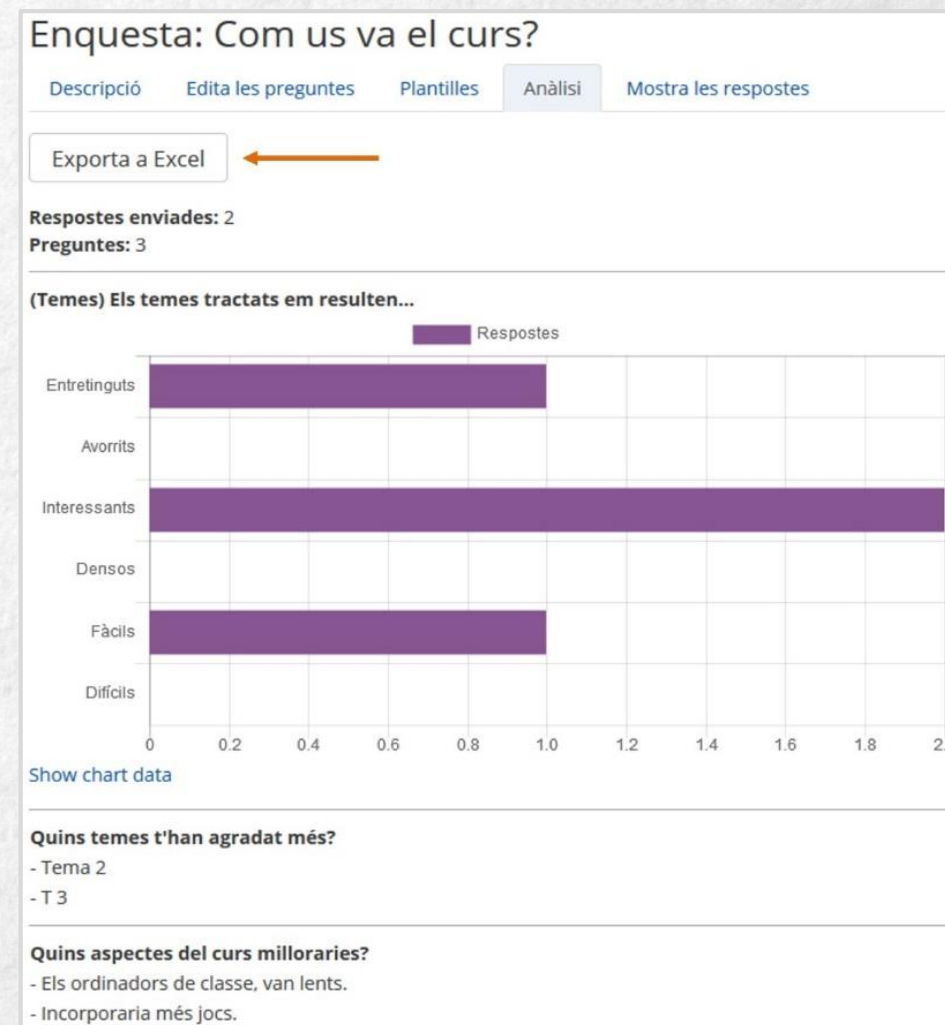 Enquesta: Com us va el curs?
Descripció Edita les preguntes Plantilles Anàlisi Mostra les respostes
Exporta a Excel
Respostes enviades: 2
Preguntes: 3
(Temes) Els temes tractats em resulten...
Respostes
Entretinguts
Avorrits
Interessants
Densos
Fàcils
Difícils
0 0.2 0.4 0.6 0.8 1.0 1.2 1.4 1.6 1.8 2.
Show chart data
Quins temes t'han agradat més?
- Tema 2
- T 3
Quins aspectes del curs milloraries?
- Els ordinadors de classe, van lents.
- Incorporaria més jocs.